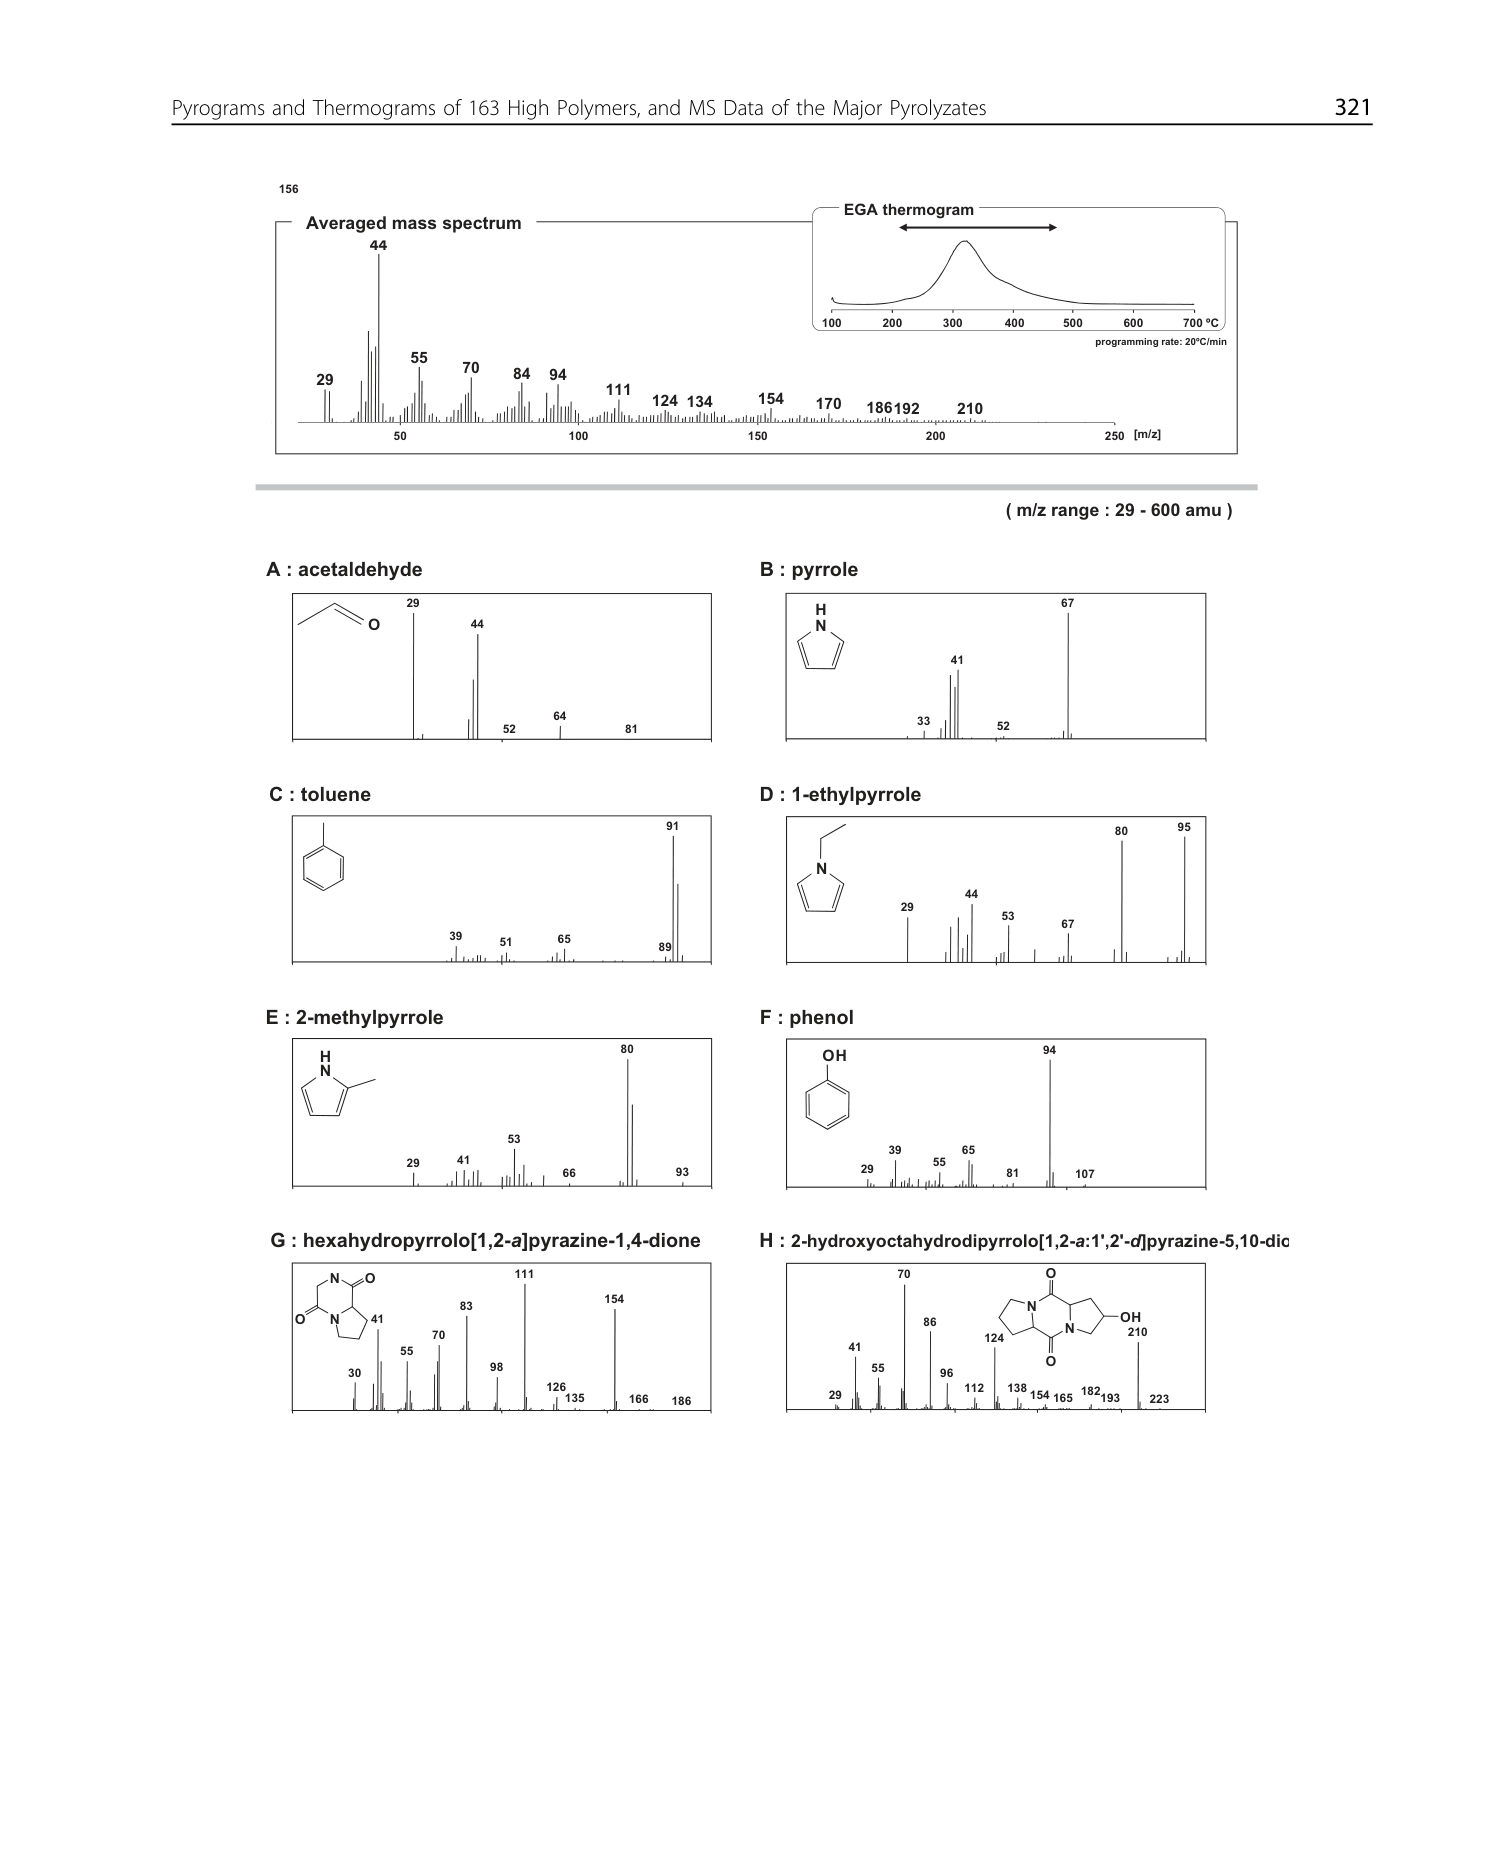 Pyrograms and Thermograms of 163 High Polymers, and MS Data of the Major Pyrolyzates 321
156
Averaged mass spectrum
EGA thermogram
100 200 300 400 500 600 700 ºC
programming rate: 20ºC/min
44
29 55 70 84 94 111 124 134 154 170 186 192 210
50 100 150 200 250 [m/z]
( m/z range : 29 - 600 amu )
A : acetaldehyde
O
29 44 52 64 81
B : pyrrole
H
N
33 41 52 67
C : toluene
39 51 65 89 91
D : 1-ethylpyrrole
N
29 44 53 67 80 95
E : 2-methylpyrrole
H
N
29 41 53 66 80 93
F : phenol
OH
29 39 55 65 81 94 107
G : hexahydropyrrolo[1,2-a]pyrazine-1,4-dione
N O
O N
30 41 55 70 83 98 111 126 135 154 166 186
H : 2-hydroxyoctahydrodipyrrolo[1,2-a:1',2'-d]pyrazine-5,10-dio
O
N
OH
N
O
29 41 55 70 86 96 112 124 138 154 165 182 193 210 223